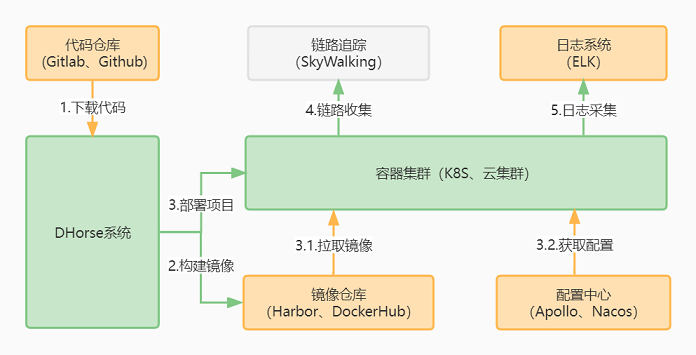 代码仓库
（Gitlab、Github）
链路追踪
（SkyWalking）
日志系统
（ELK）
1.下载代码
4.链路收集
5.日志采集
DHorse系统
容器集群（K8S、云集群）
3.部署项目
2.构建镜像
3.1.拉取镜像
3.2.获取配置
镜像仓库
（Harbor、DockerHub）
配置中心
（Apollo、Nacos）